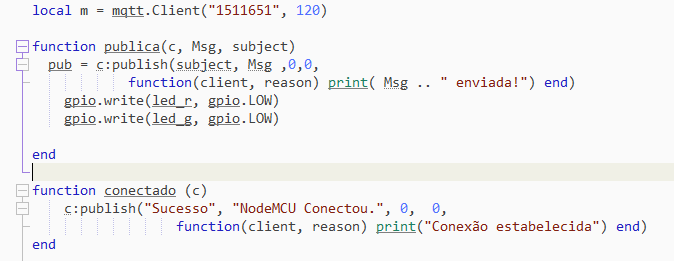 local m = mqtt.Client("1511651", 120)
function publica(c, Msg, subject)
pub = c:publish(subject, Msg ,0,0,
function(client, reason) print( Msg .. " enviada!") end)
gpio.write(led_r, gpio.LOW)
gpio.write(led_g, gpio.LOW)
end
function conectado (c)
c:publish("Sucesso", "NodeMCU Conectou.", 0, 0,
function(client, reason) print("Conexão estabelecida") end)
end